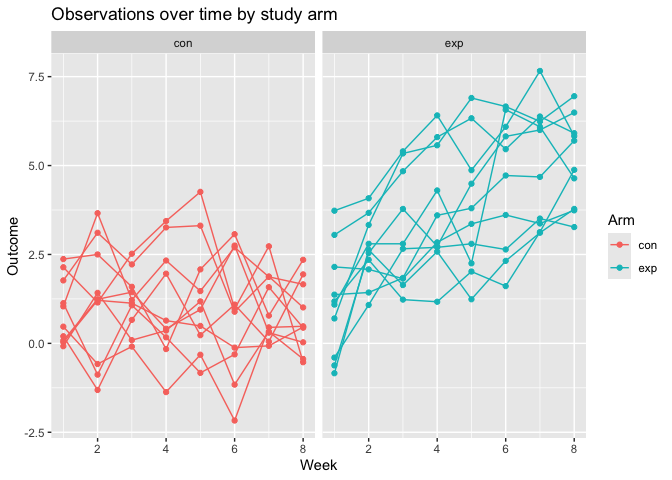 Observations over time by study arm
con
exp
7.5
5.0
2.5
0.0
-2.5
2 4 6 8
2 4 6 8
Week
Outcome
Arm
con
exp